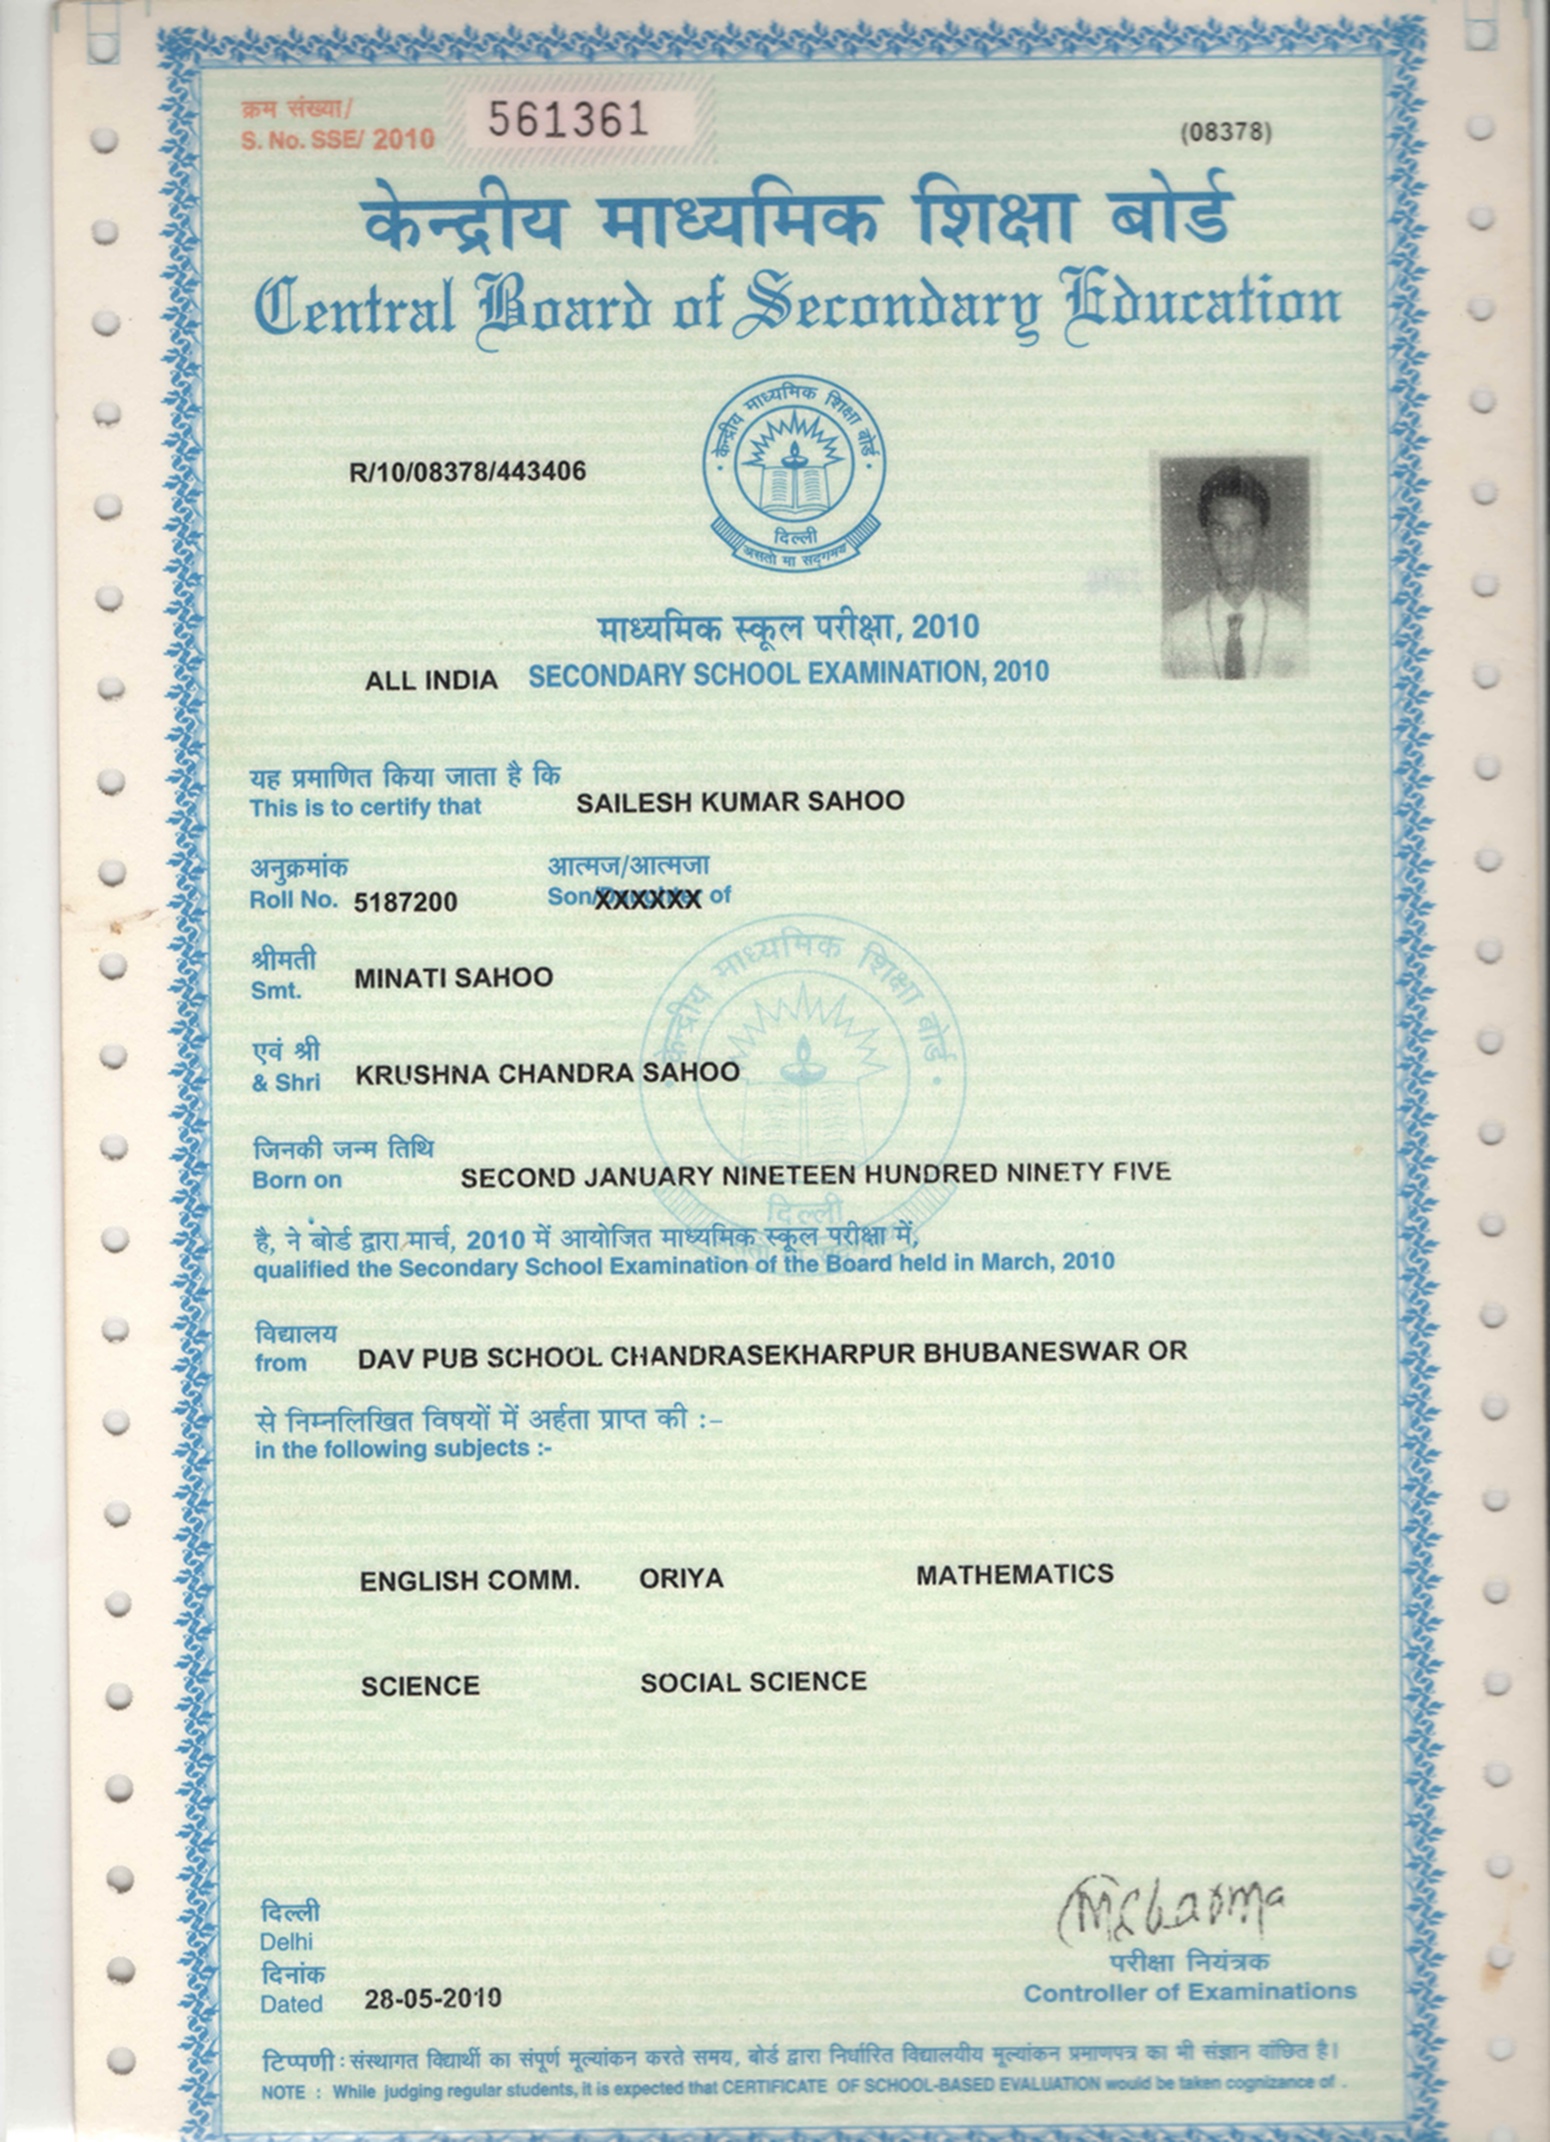 क्रम संख्या/
S. No. SSE/ 2010 561361
(08378)
केन्द्रीय माध्यमिक शिक्षा बोर्ड
Central Board of Secondary Education
केन्द्रीय माध्यमिक शिक्षा बोर्ड
दिल्ली
असतो मा सद्गमय
R/10/08378/443406
माध्यमिक स्कूल परीक्षा, 2010
ALL INDIA SECONDARY SCHOOL EXAMINATION, 2010
यह प्रमाणित किया जाता है कि
This is to certify that SAILESH KUMAR SAHOO
अनुक्रमांक आत्मज/आत्मजा
Roll No. 5187200 Son/XXXXXX of
श्रीमती
Smt. MINATI SAHOO
एवं श्री
& Shri KRUSHNA CHANDRA SAHOO
केन्द्रीय माध्यमिक शिक्षा बोर्ड
दिल्ली
जिनकी जन्म तिथि
Born on SECOND JANUARY NINETEEN HUNDRED NINETY FIVE
है, ने बोर्ड द्वारा मार्च, 2010 में आयोजित माध्यमिक स्कूल परीक्षा में,
qualified the Secondary School Examination of the Board held in March, 2010
विद्यालय
from DAV PUB SCHOOL CHANDRASEKHARPUR BHUBANESWAR OR
से निम्नलिखित विषयों में अर्हता प्राप्त की :–
in the following subjects :-
ENGLISH COMM. ORIYA MATHEMATICS
SCIENCE SOCIAL SCIENCE
दिल्ली
Delhi
दिनांक
Dated 28-05-2010
परीक्षा नियंत्रक
Controller of Examinations
टिप्पणी : संस्थागत विद्यार्थी का संपूर्ण मूल्यांकन करते समय, बोर्ड द्वारा निर्धारित विद्यालयीय मूल्यांकन प्रमाणपत्र का भी संज्ञान वांछित है।
NOTE : While judging regular students, it is expected that CERTIFICATE OF SCHOOL-BASED EVALUATION would be taken cognizance of .